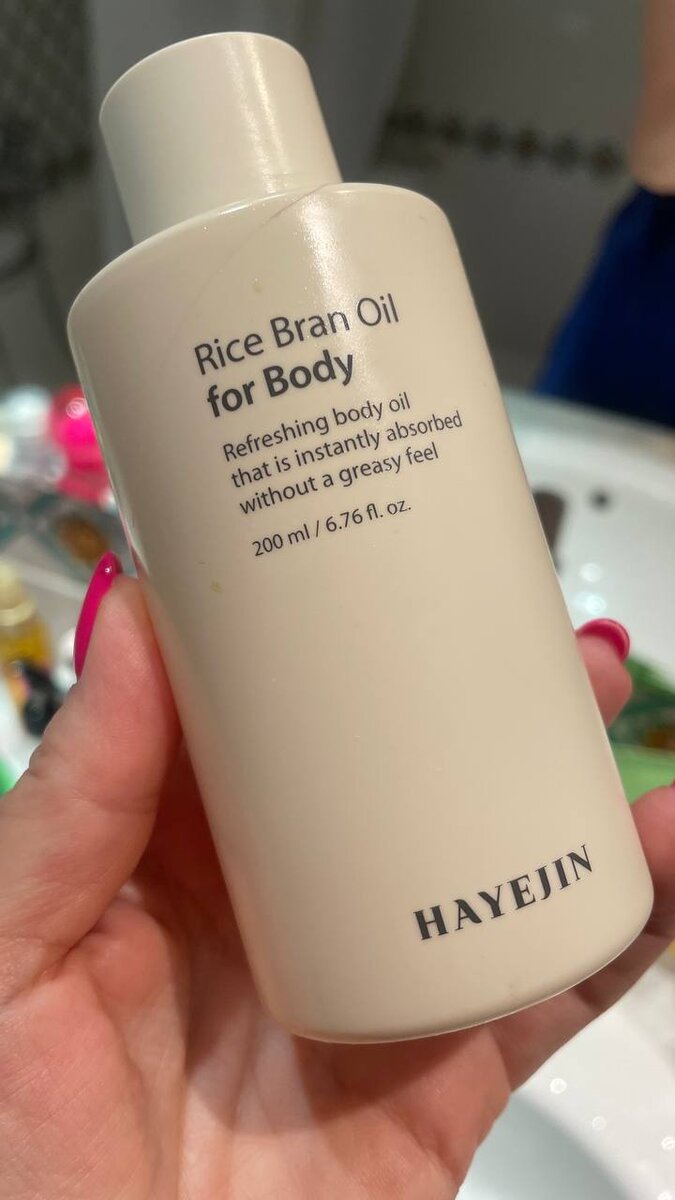 Rice Bran Oil
for Body
Refreshing body oil
that is instantly absorbed
without a greasy feel
200 ml / 6.76 fl. oz.
HAYEJIN